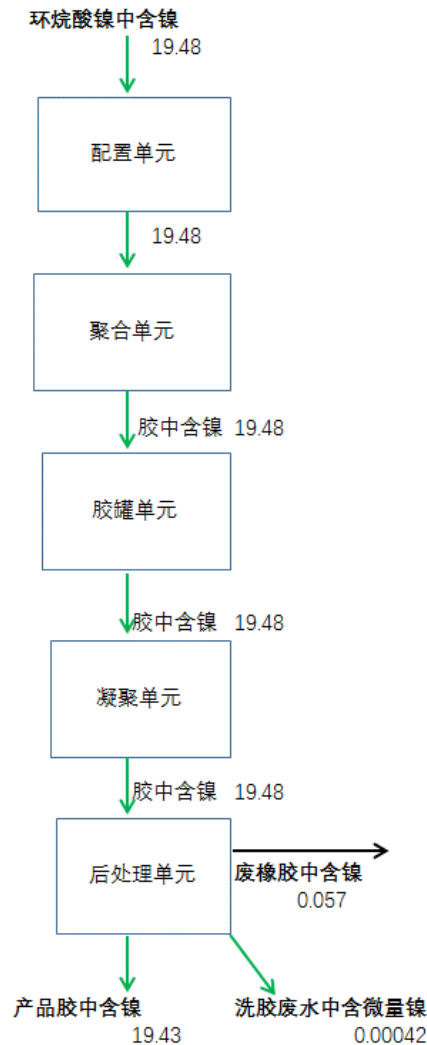 环烷酸镍中含镍
19.48
配置单元
19.48
聚合单元
胶中含镍 19.48
胶罐单元
胶中含镍 19.48
凝聚单元
胶中含镍 19.48
后处理单元
废橡胶中含镍
0.057
产品胶中含镍
19.43
洗胶废水中含微量镍
0.00042